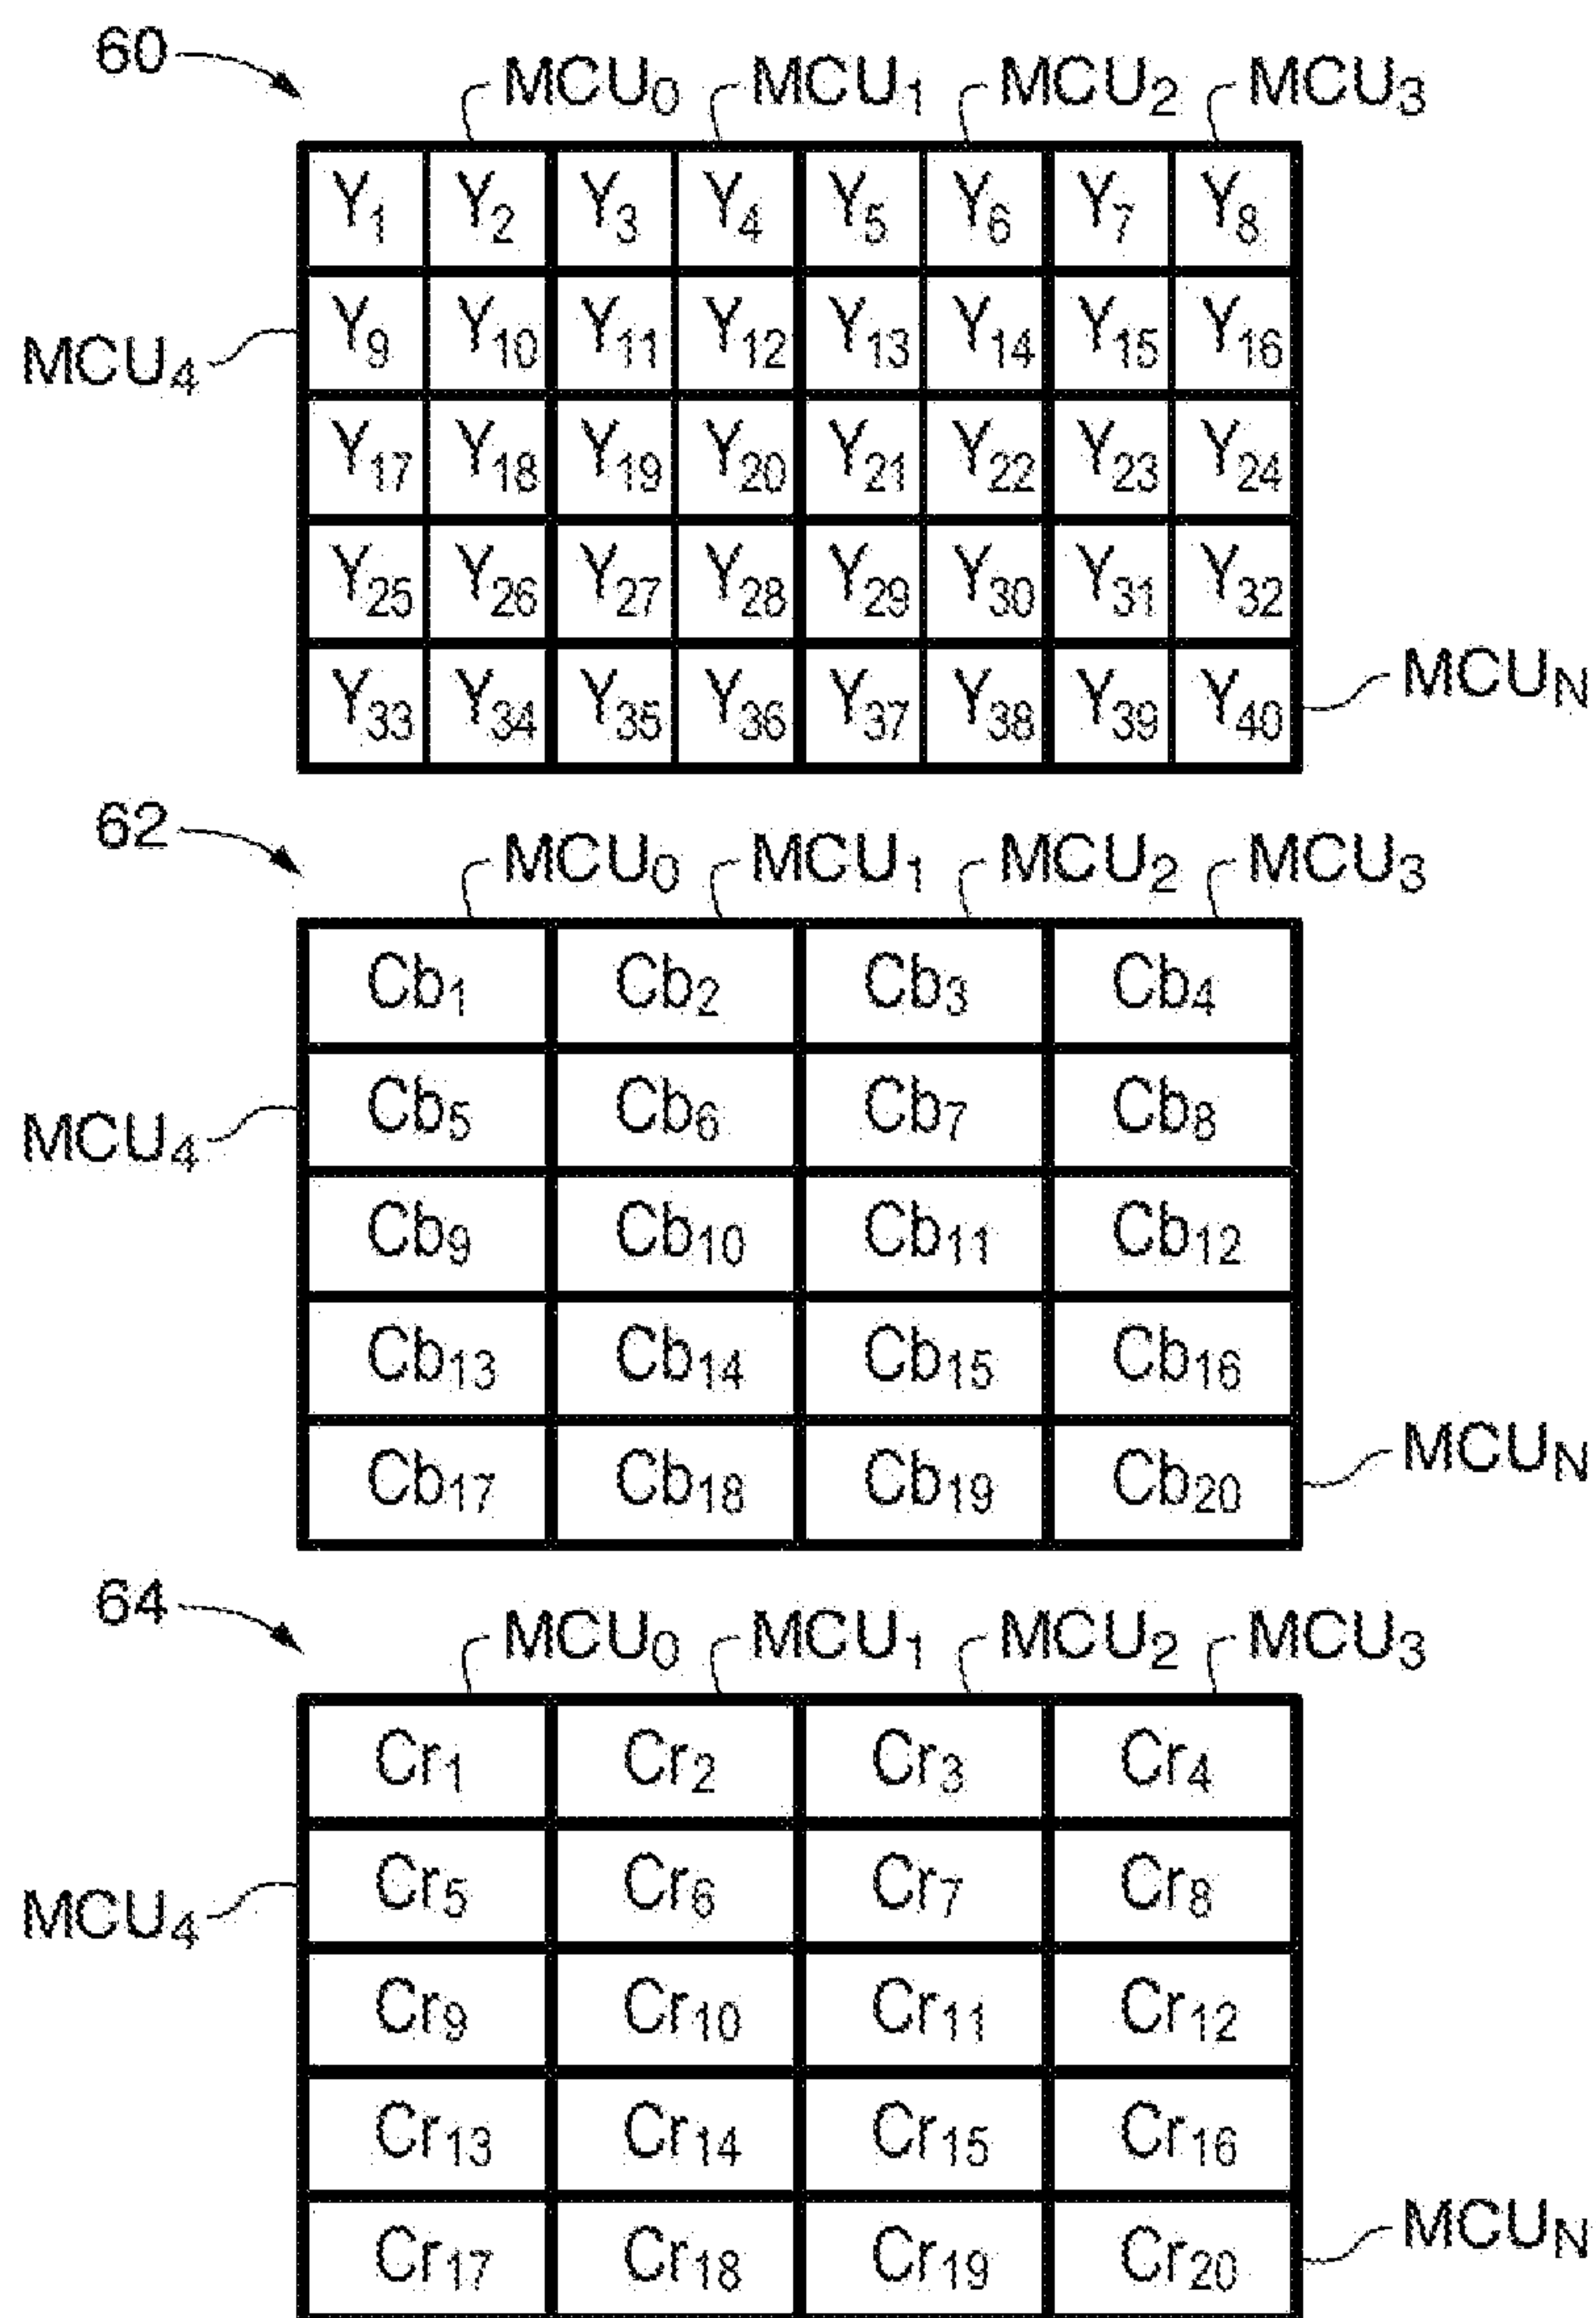 60 MCU₀ MCU₁ MCU₂ MCU₃
Y₁ Y₂ Y₃ Y₄ Y₅ Y₆ Y₇ Y₈
MCU₄ Y₉ Y₁₀ Y₁₁ Y₁₂ Y₁₃ Y₁₄ Y₁₅ Y₁₆
Y₁₇ Y₁₈ Y₁₉ Y₂₀ Y₂₁ Y₂₂ Y₂₃ Y₂₄
Y₂₅ Y₂₆ Y₂₇ Y₂₈ Y₂₉ Y₃₀ Y₃₁ Y₃₂
Y₃₃ Y₃₄ Y₃₅ Y₃₆ Y₃₇ Y₃₈ Y₃₉ Y₄₀ MCU_N
62 MCU₀ MCU₁ MCU₂ MCU₃
Cb₁ Cb₂ Cb₃ Cb₄
MCU₄ Cb₅ Cb₆ Cb₇ Cb₈
Cb₉ Cb₁₀ Cb₁₁ Cb₁₂
Cb₁₃ Cb₁₄ Cb₁₅ Cb₁₆
Cb₁₇ Cb₁₈ Cb₁₉ Cb₂₀ MCU_N
64 MCU₀ MCU₁ MCU₂ MCU₃
Cr₁ Cr₂ Cr₃ Cr₄
MCU₄ Cr₅ Cr₆ Cr₇ Cr₈
Cr₉ Cr₁₀ Cr₁₁ Cr₁₂
Cr₁₃ Cr₁₄ Cr₁₅ Cr₁₆
Cr₁₇ Cr₁₈ Cr₁₉ Cr₂₀ MCU_N